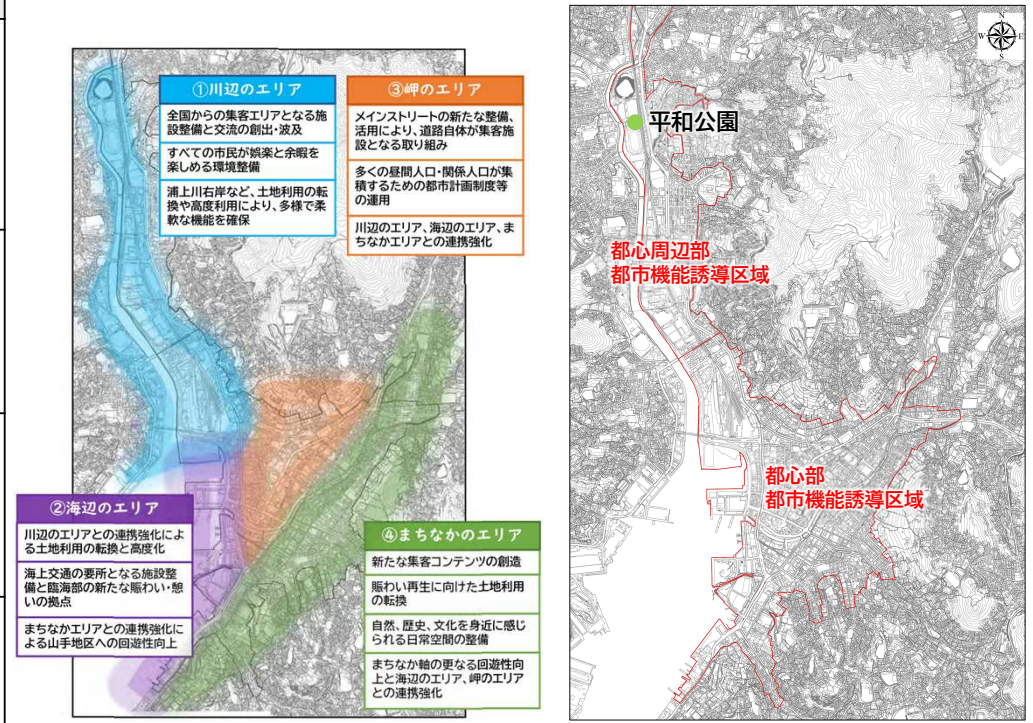 ①川辺のエリア
全国からの集客エリアとなる施
設整備と交流の創出・波及
すべての市民が娯楽と余暇を
楽しめる環境整備
浦上川右岸など、土地利用の転
換や高度利用により、多様で柔
軟な機能を確保
③岬のエリア
メインストリートの新たな整備、
活用により、道路自体が集客施
設となる取り組み
多くの昼間人口・関係人口が集
積するための都市計画制度等
の運用
川辺のエリア、海辺のエリア、ま
ちなかエリアとの連携強化
②海辺のエリア
川辺のエリアとの連携強化によ
る土地利用の転換と高度化
海上交通の要所となる施設整
備と臨海部の新たな賑わい・憩
いの拠点
まちなかエリアとの連携強化に
よる山手地区への回遊性向上
④まちなかのエリア
新たな集客コンテンツの創造
賑わい再生に向けた土地利用
の転換
自然、歴史、文化を身近に感じ
られる日常空間の整備
まちなか軸の更なる回遊性向
上と海辺のエリア、岬のエリア
との連携強化
N
W E
S
平和公園
都心周辺部
都市機能誘導区域
都心部
都市機能誘導区域